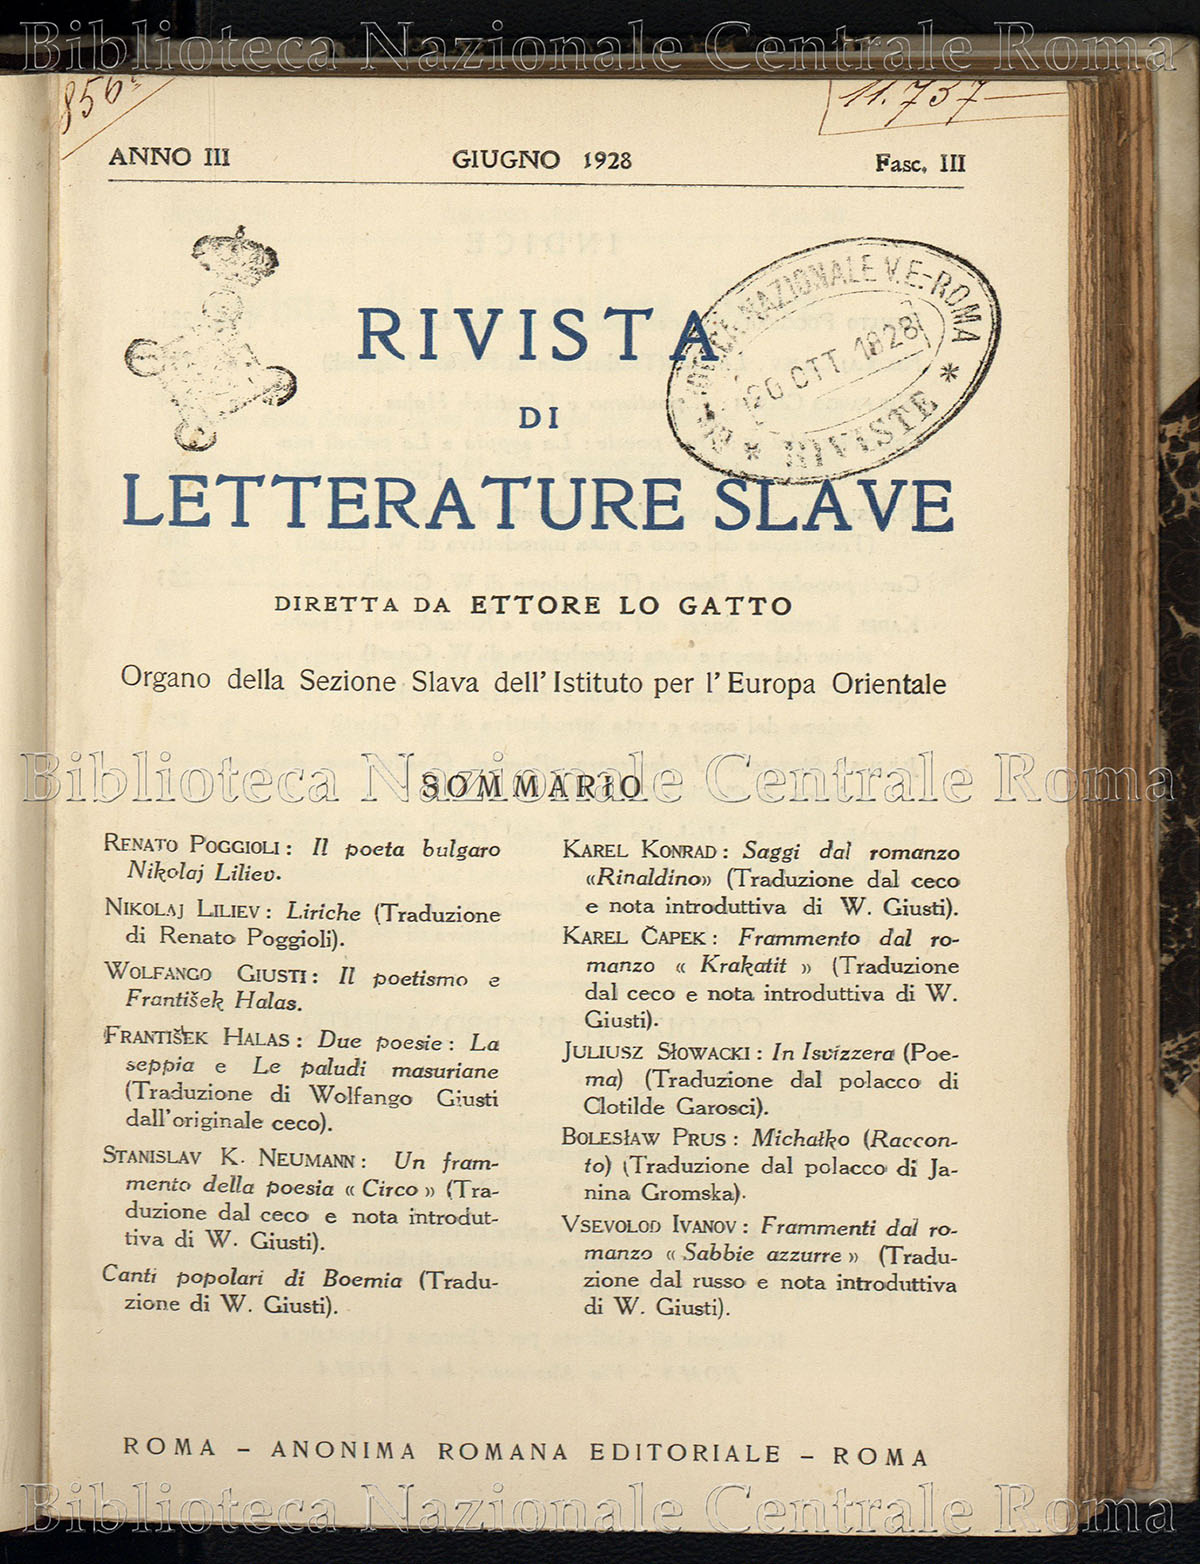 Biblioteca Nazionale Centrale Roma
856
11.737
ANNO III GIUGNO 1928 Fasc. III
NAZIONALE V.E-ROMA
20 OTT. 1928
* RIVISTE *
RIVISTA
DI
LETTERATURE SLAVE
DIRETTA DA ETTORE LO GATTO
Organo della Sezione Slava dell'Istituto per l'Europa Orientale
Biblioteca Nazionale Centrale Roma
SOMMARIO
RENATO POGGIOLI : Il poeta bulgaro
Nikolaj Liliev.
NIKOLAJ LILIEV : Liriche (Traduzione
di Renato Poggioli).
WOLFANGO GIUSTI : Il poetismo e
František Halas.
FRANTIŠEK HALAS : Due poesie : La
seppia e Le paludi masuriane
(Traduzione di Wolfango Giusti
dall'originale ceco).
STANISLAV K. NEUMANN : Un fram-
mento della poesia « Circo » (Tra-
duzione dal ceco e nota introdut-
tiva di W. Giusti).
Canti popolari di Boemia (Tradu-
zione di W. Giusti).
KAREL KONRAD : Saggi dal romanzo
«Rinaldino» (Traduzione dal ceco
e nota introduttiva di W. Giusti).
KAREL ČAPEK : Frammento dal ro-
manzo « Krakatit » (Traduzione
dal ceco e nota introduttiva di W.
Giusti).
JULIUSZ SŁOWACKI : In Isvizzera (Poe-
ma) (Traduzione dal polacco di
Clotilde Garosci).
BOLESŁAW PRUS : Michałko (Raccon-
to) (Traduzione dal polacco di Ja-
nina Gromska).
VSEVOLOD IVANOV : Frammenti dal ro-
manzo « Sabbie azzurre » (Tradu-
zione dal russo e nota introduttiva
di W. Giusti).
ROMA - ANONIMA ROMANA EDITORIALE - ROMA
Biblioteca Nazionale Centrale Roma